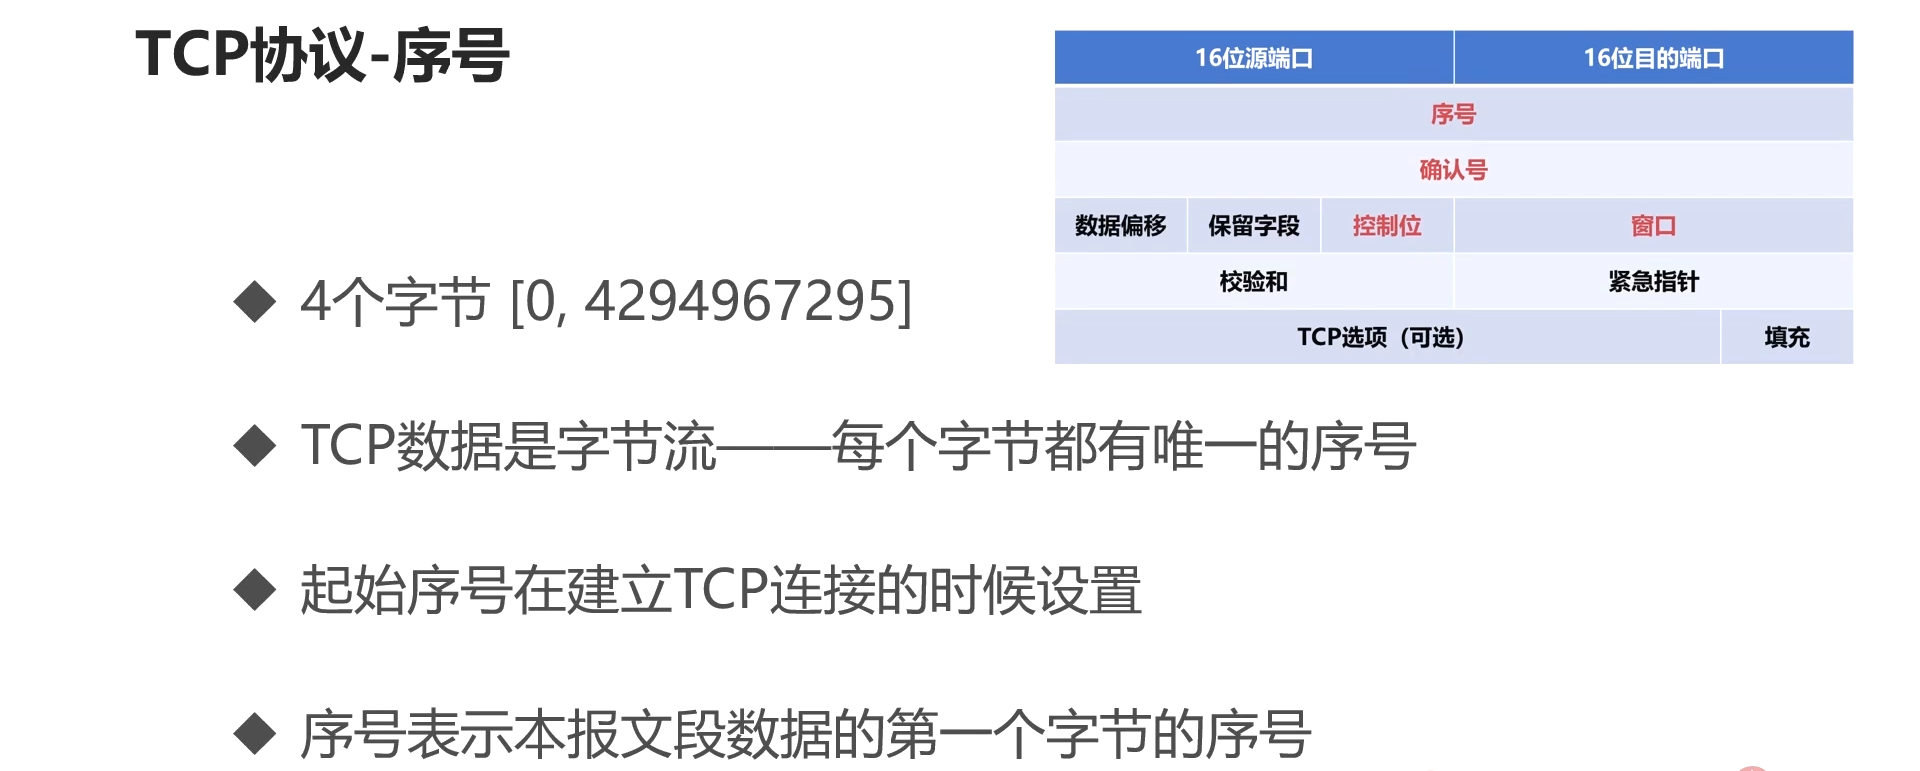 TCP协议-序号
16位源端口 16位目的端口
序号
确认号
数据偏移 保留字段 控制位 窗口
校验和 紧急指针
TCP选项（可选） 填充
4个字节 [0, 4294967295]
TCP数据是字节流——每个字节都有唯一的序号
起始序号在建立TCP连接的时候设置
序号表示本报文段数据的第一个字节的序号